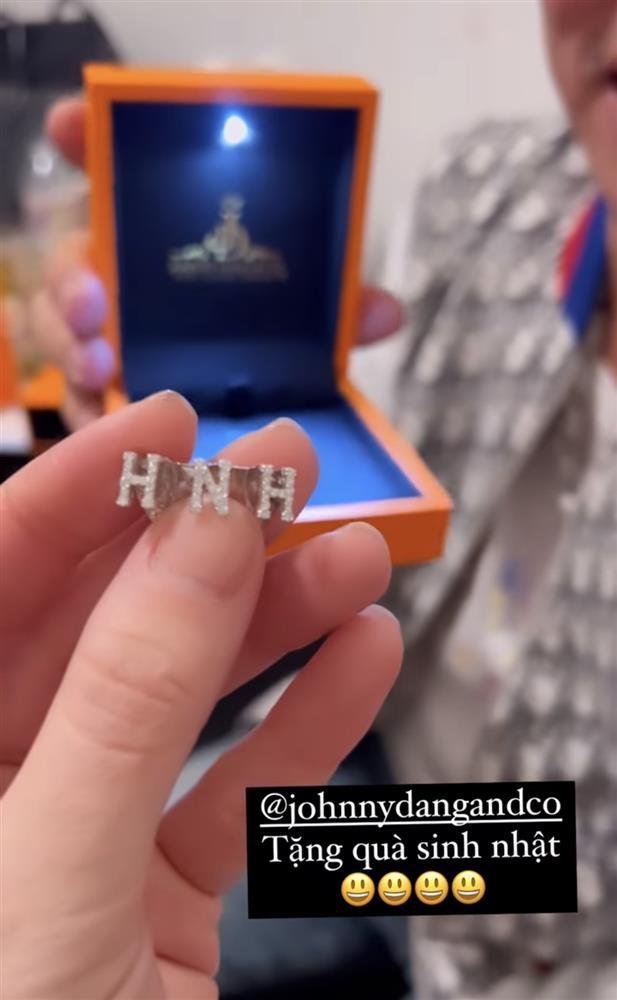 HNH
@johnnydangandco
Tặng quà sinh nhật
😃😃😃😃